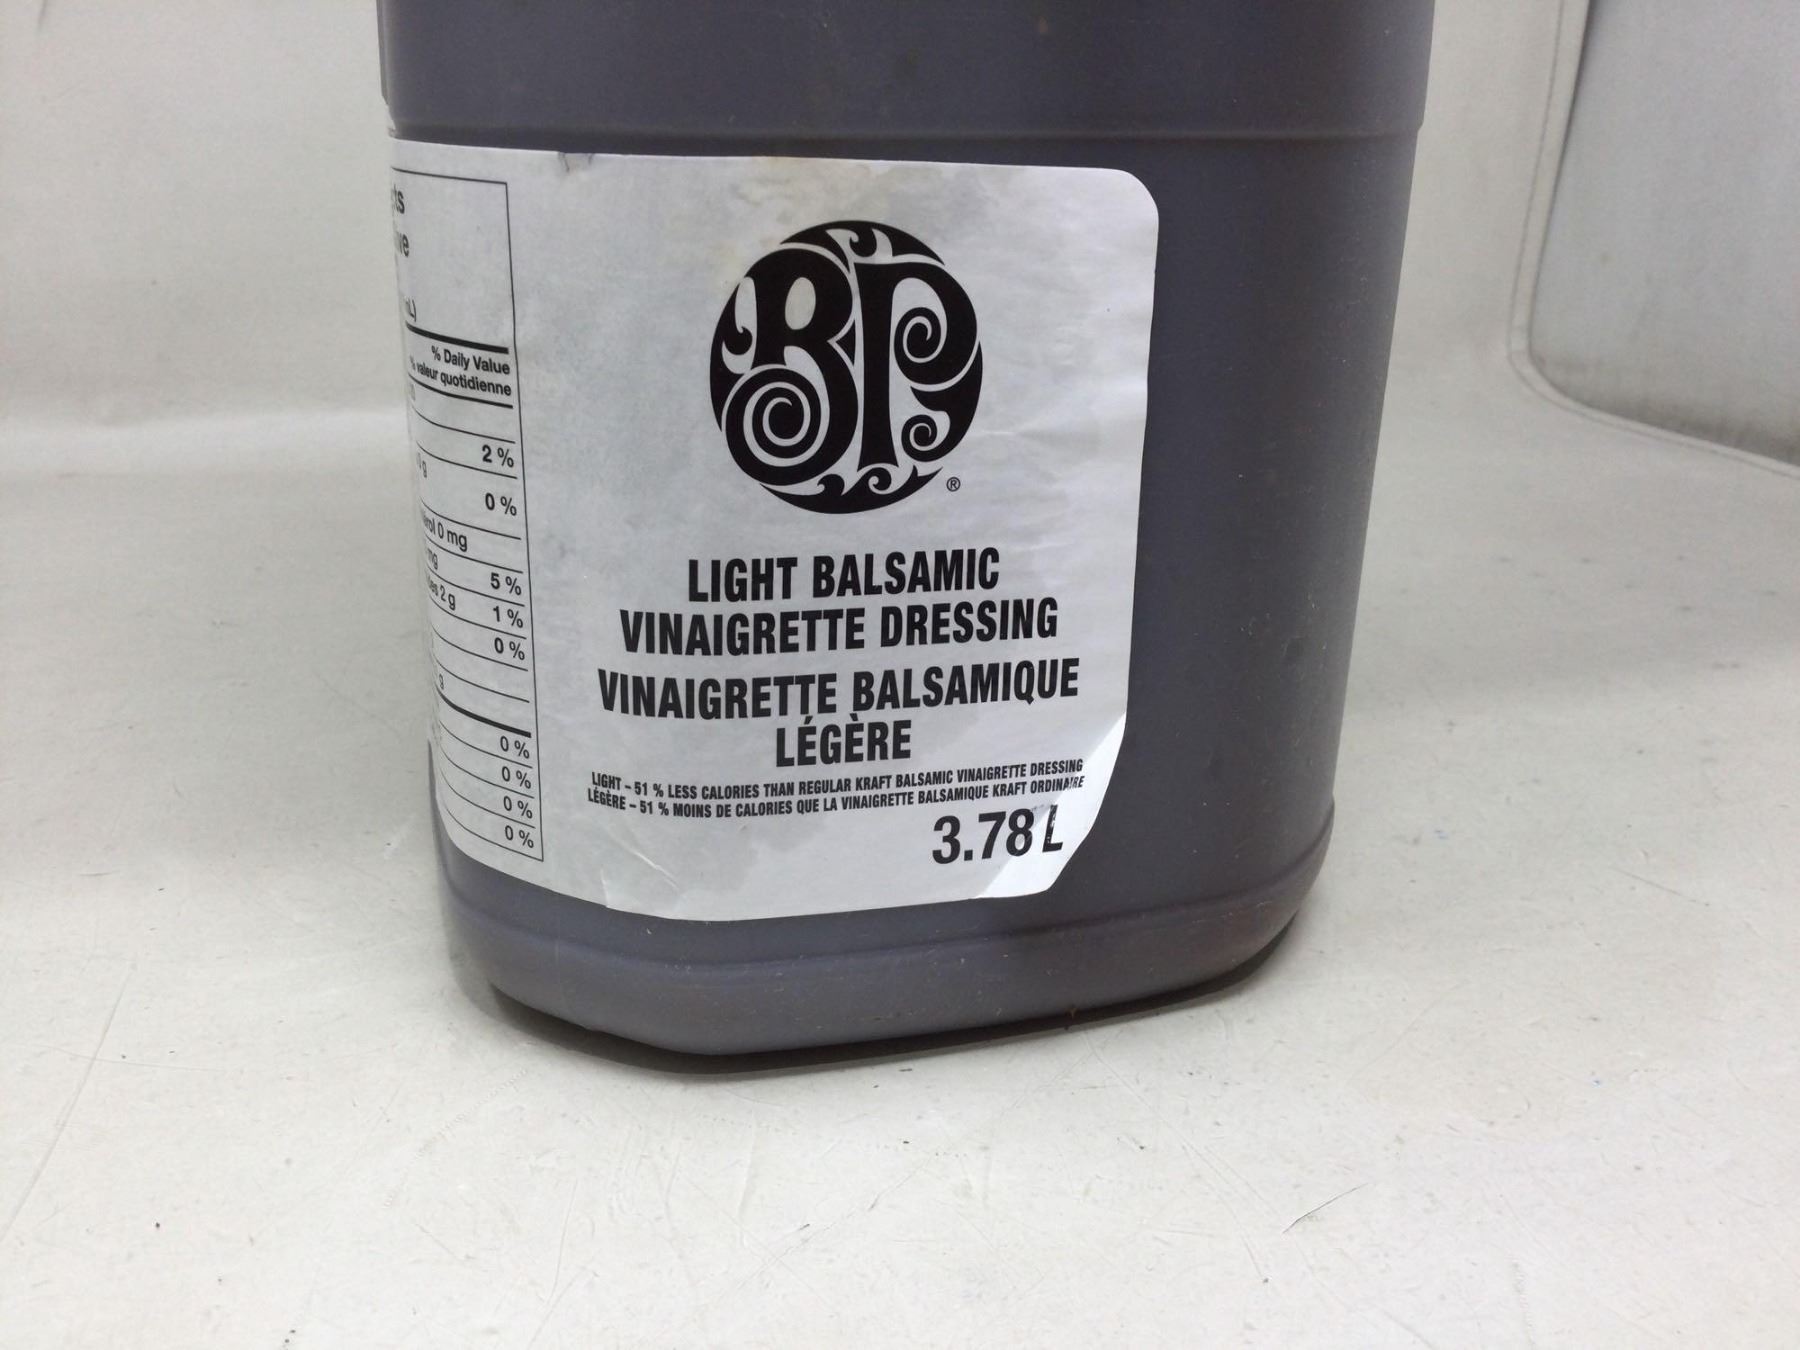 % Daily Value
% valeur quotidienne
2 %
0 %
0 mg
5 %
2 g
1 %
0 %
g
0 %
0 %
0 %
0 %
BP
®
LIGHT BALSAMIC
VINAIGRETTE DRESSING
VINAIGRETTE BALSAMIQUE
LÉGÈRE
LIGHT – 51 % LESS CALORIES THAN REGULAR KRAFT BALSAMIC VINAIGRETTE DRESSING
LÉGÈRE – 51 % MOINS DE CALORIES QUE LA VINAIGRETTE BALSAMIQUE KRAFT ORDINAIRE
3.78 L